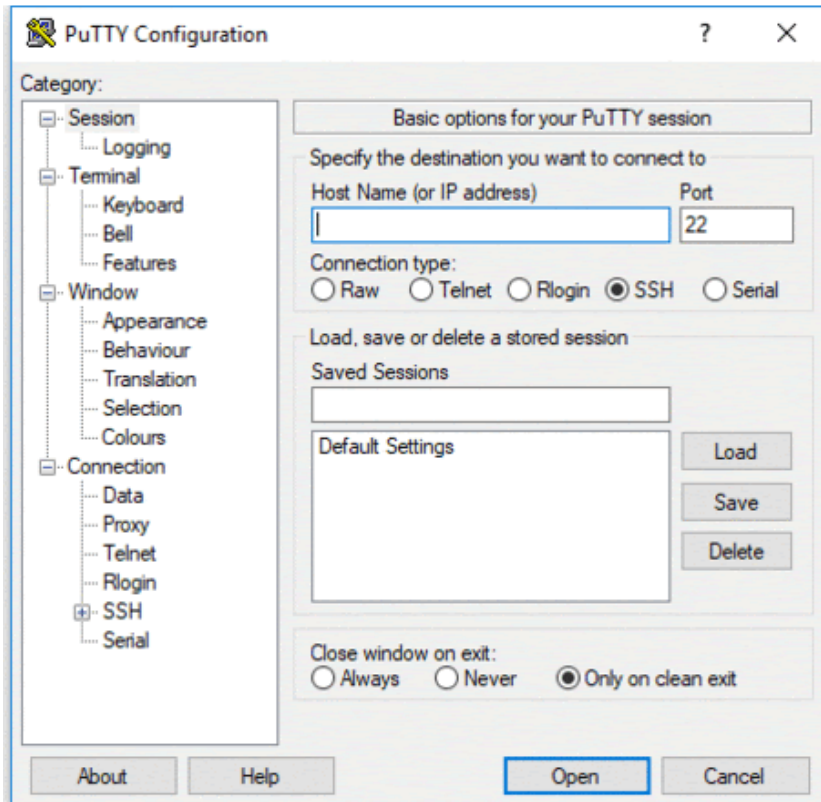 PuTTY Configuration
?
Category:
Session
Logging
Terminal
Keyboard
Bell
Features
Window
Appearance
Behaviour
Translation
Selection
Colours
Connection
Data
Proxy
Telnet
Rlogin
SSH
Serial
Basic options for your PuTTY session
Specify the destination you want to connect to
Host Name (or IP address) Port
22
Connection type:
Raw Telnet Rlogin SSH Serial
Load, save or delete a stored session
Saved Sessions
Default Settings
Load
Save
Delete
Close window on exit:
Always Never Only on clean exit
About Help Open Cancel